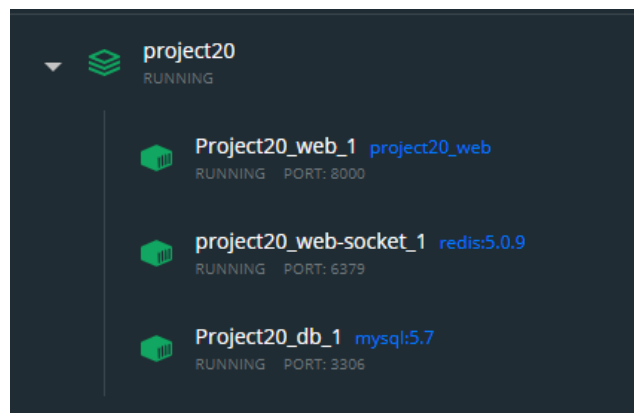 project20
RUNNING
Project20_web_1 project20_web
RUNNING PORT: 8000
project20_web-socket_1 redis:5.0.9
RUNNING PORT: 6379
Project20_db_1 mysql:5.7
RUNNING PORT: 3306